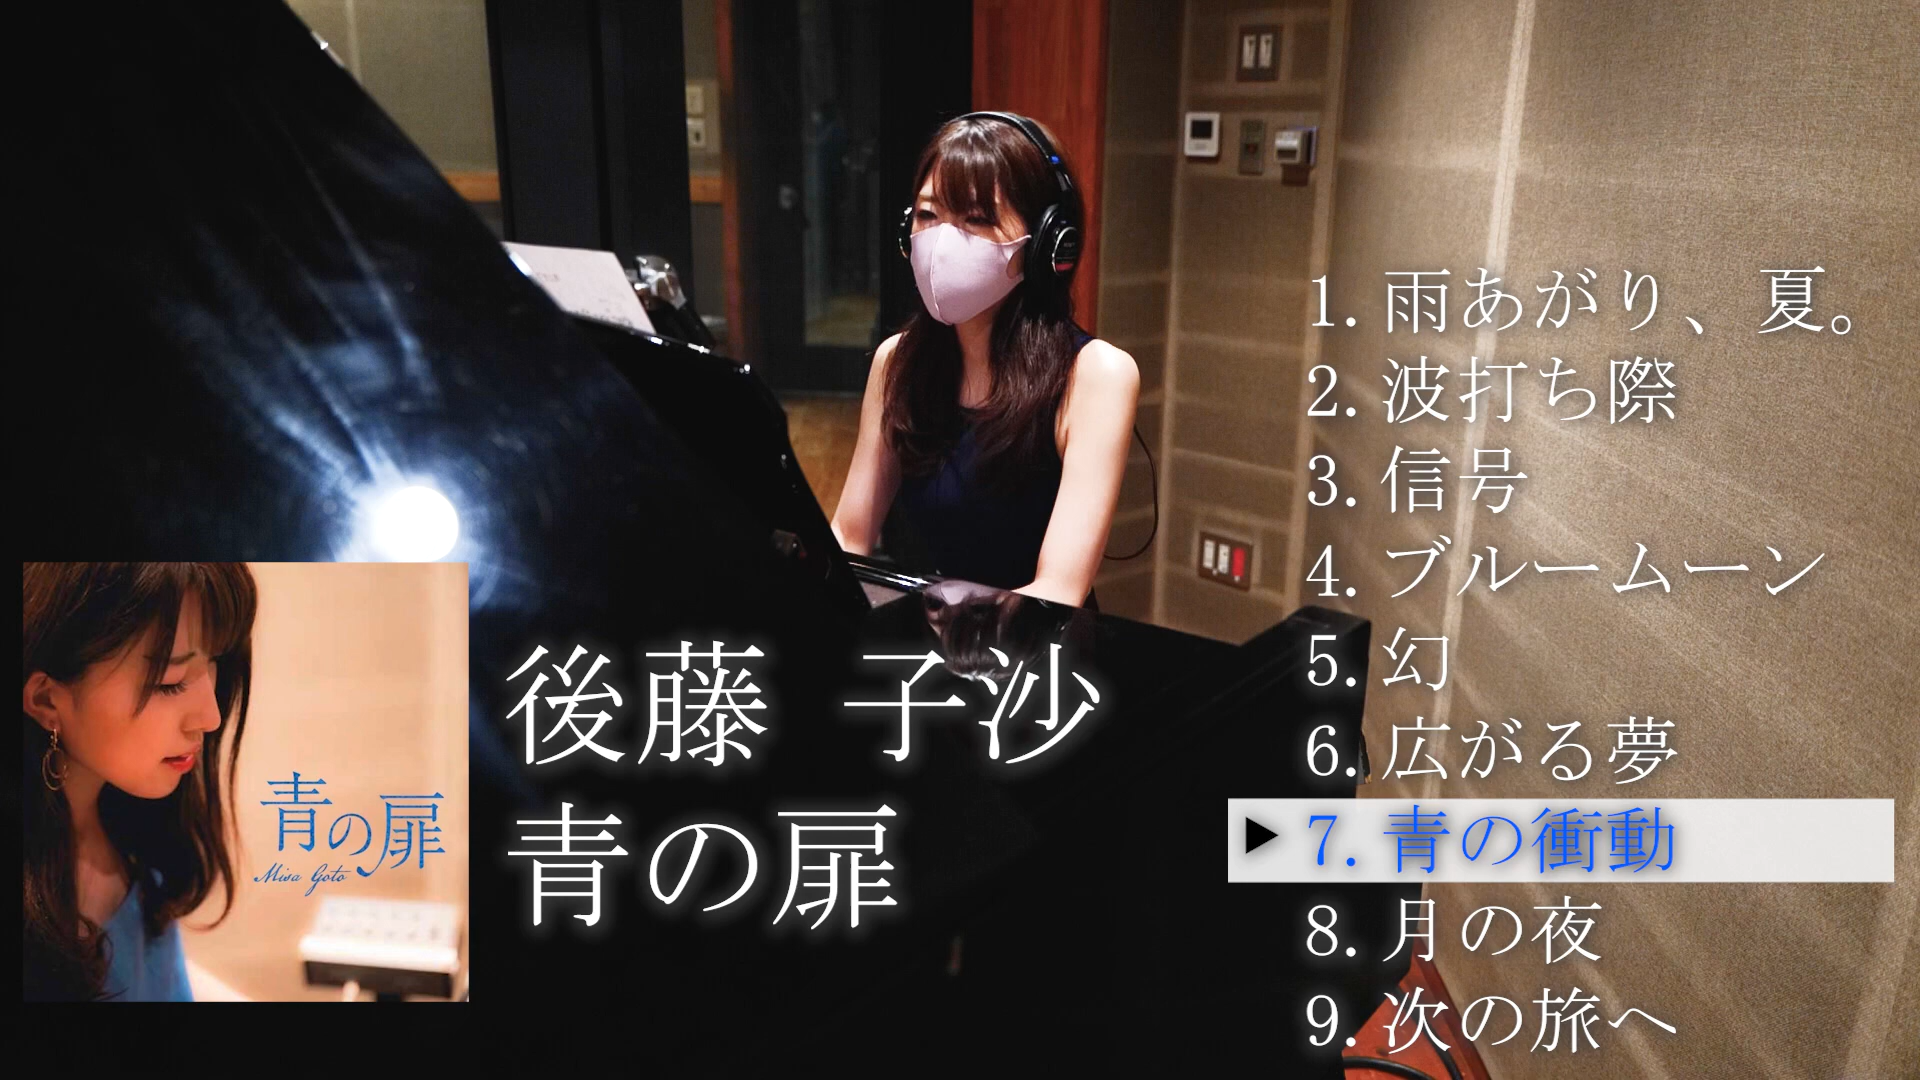 青の扉
Misa Goto
後藤 子沙
青の扉
1. 雨あがり、夏。
2. 波打ち際
3. 信号
4. ブルームーン
5. 幻
6. 広がる夢
▶ 7. 青の衝動
8. 月の夜
9. 次の旅へ